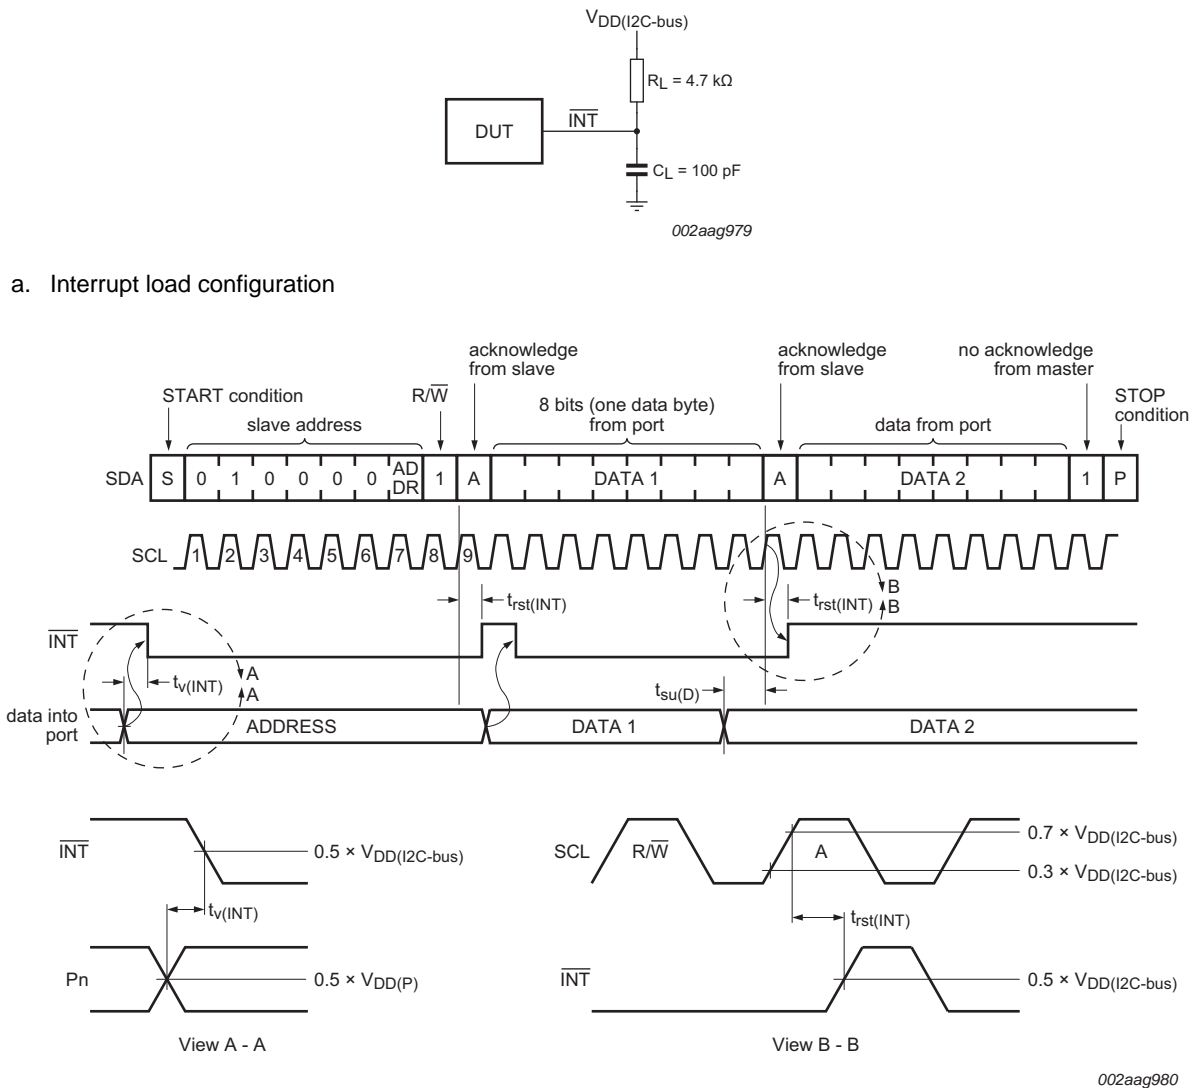 VDD(I2C-bus)
RL = 4.7 kΩ
DUT
INT
CL = 100 pF
002aag979
a. Interrupt load configuration
acknowledge
from slave
acknowledge
from slave
no acknowledge
from master
START condition
R/W
8 bits (one data byte)
from port
STOP
condition
slave address
data from port
SDA S 0 1 0 0 0 0 AD DR 1 A DATA 1 A DATA 2 1 P
SCL 1 2 3 4 5 6 7 8 9
B
B
trst(INT)
trst(INT)
INT
A
A
tv(INT)
tsu(D)
data into
port
ADDRESS DATA 1 DATA 2
INT
0.5 × VDD(I2C-bus)
tv(INT)
Pn
0.5 × VDD(P)
View A - A
SCL R/W A
0.7 × VDD(I2C-bus)
0.3 × VDD(I2C-bus)
trst(INT)
INT
0.5 × VDD(I2C-bus)
View B - B
002aag980